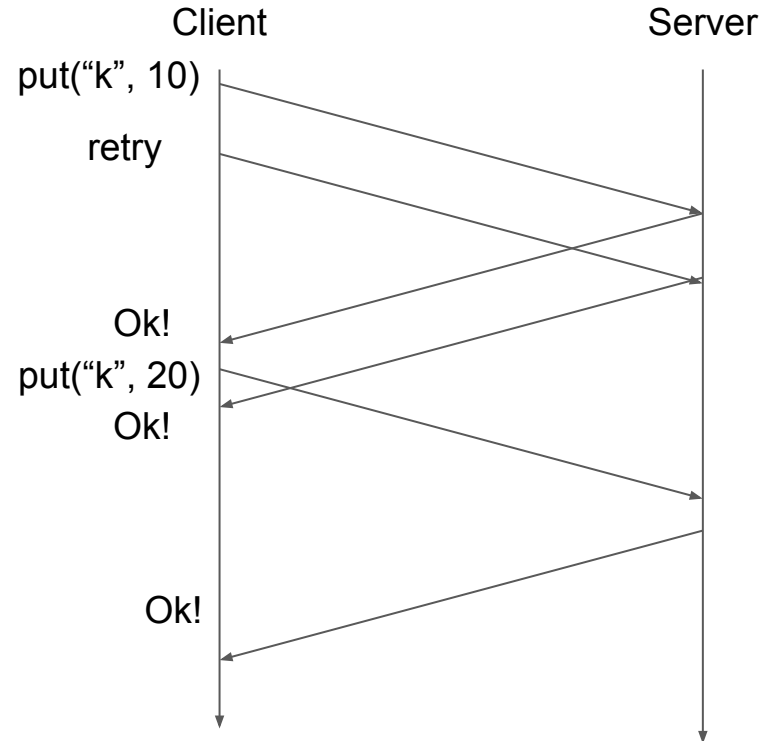 Client
Server
put(“k”, 10)
retry
Ok!
put(“k”, 20)
Ok!
Ok!